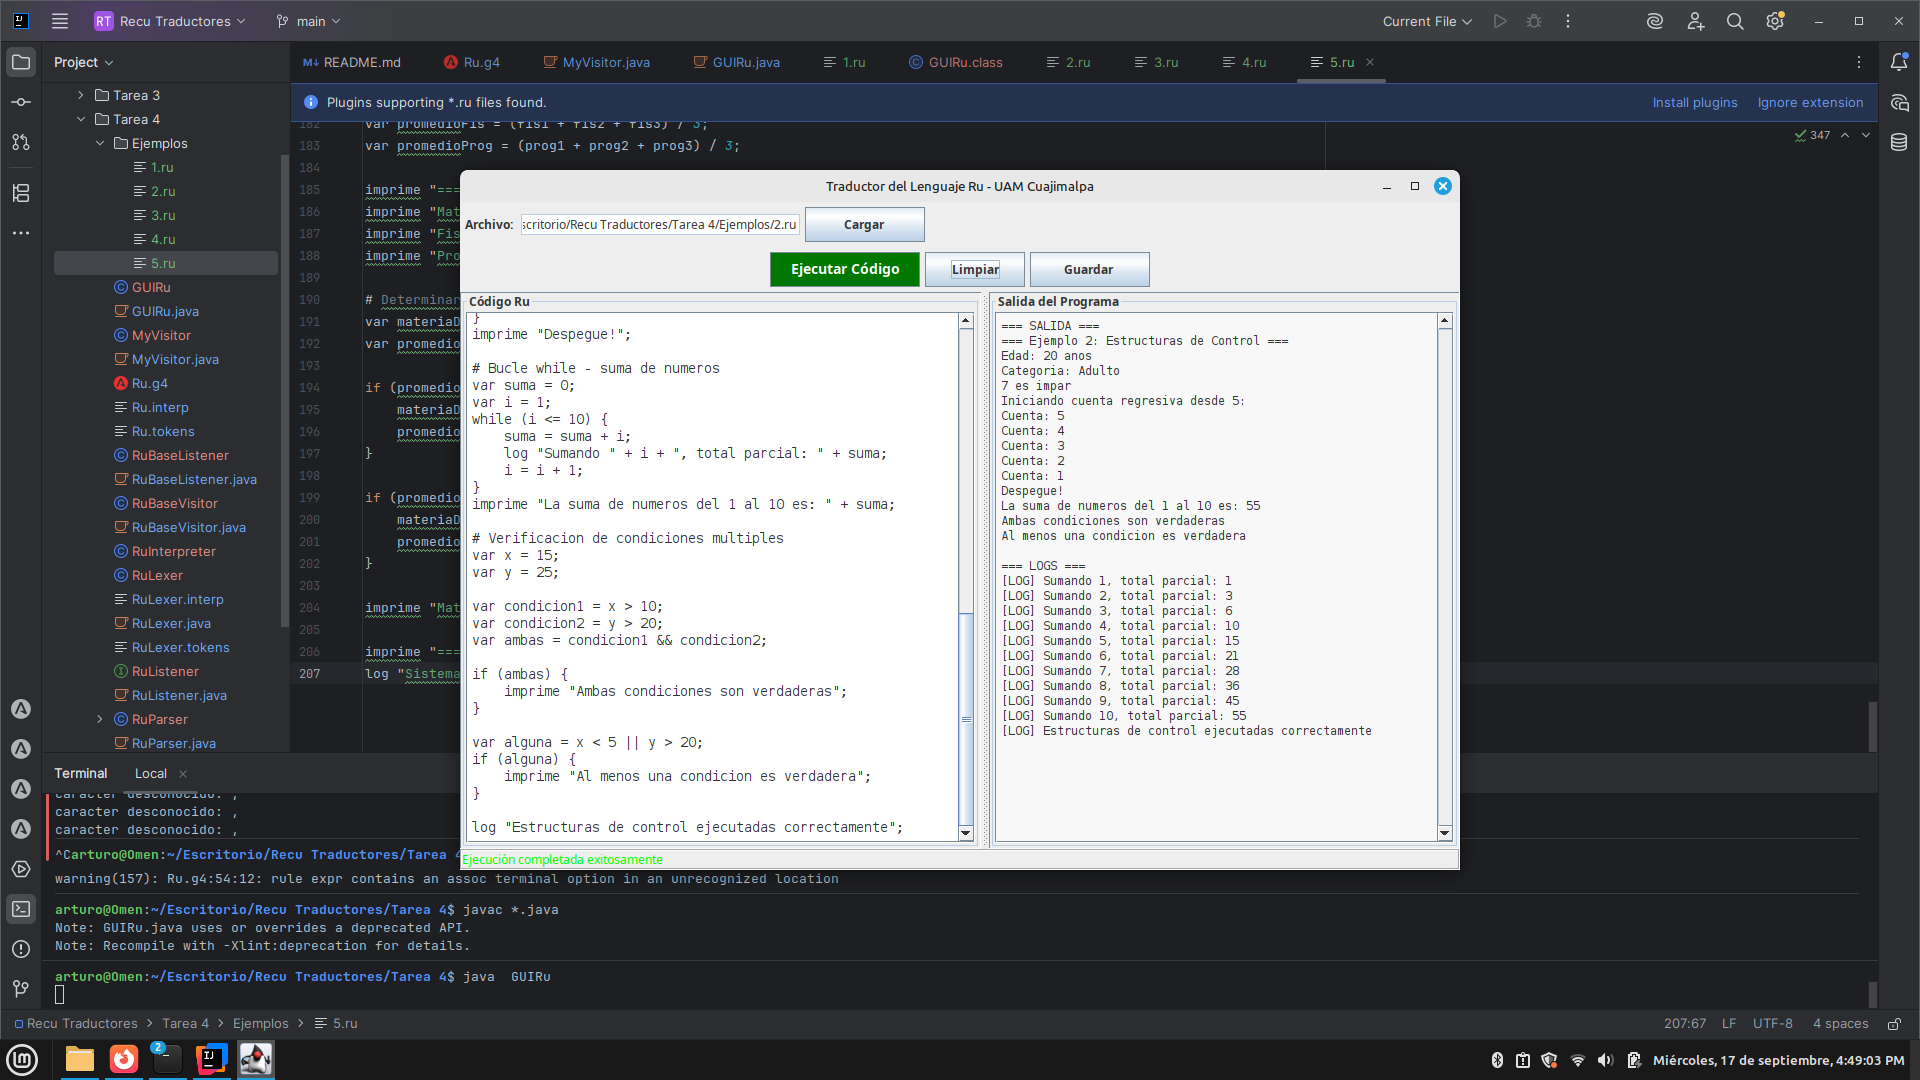 RT Recu Traductores
main
Current File
Project
README.md
Ru.g4
MyVisitor.java
GUIRu.java
1.ru
GUIRu.class
2.ru
3.ru
4.ru
5.ru
Plugins supporting *.ru files found.
Install plugins
Ignore extension
Tarea 3
Tarea 4
Ejemplos
1.ru
2.ru
3.ru
4.ru
5.ru
GUIRu
GUIRu.java
MyVisitor
MyVisitor.java
Ru.g4
Ru.interp
Ru.tokens
RuBaseListener
RuBaseListener.java
RuBaseVisitor
RuBaseVisitor.java
RuInterpreter
RuLexer
RuLexer.interp
RuLexer.java
RuLexer.tokens
RuListener
RuListener.java
RuParser
RuParser.java
347
182 var promedioFis = (fis1 + fis2 + fis3) / 3;
183 var promedioProg = (prog1 + prog2 + prog3) / 3;
184
185 imprime "===
186 imprime "Mat
187 imprime "Fis
188 imprime "Pro
189
190 # Determinar
191 var materiaD
192 var promedio
193
194 if (promedio
195 materiaD
196 promedio
197 }
198
199 if (promedio
200 materiaD
201 promedio
202 }
203
204 imprime "Mat
205
206 imprime "===
207 log "Sistema
Traductor del Lenguaje Ru - UAM Cuajimalpa
Archivo: scritorio/Recu Traductores/Tarea 4/Ejemplos/2.ru Cargar
Ejecutar Código Limpiar Guardar
Código Ru
}
imprime "Despegue!";
# Bucle while - suma de numeros
var suma = 0;
var i = 1;
while (i <= 10) {
suma = suma + i;
log "Sumando " + i + ", total parcial: " + suma;
i = i + 1;
}
imprime "La suma de numeros del 1 al 10 es: " + suma;
# Verificacion de condiciones multiples
var x = 15;
var y = 25;
var condicion1 = x > 10;
var condicion2 = y > 20;
var ambas = condicion1 && condicion2;
if (ambas) {
imprime "Ambas condiciones son verdaderas";
}
var alguna = x < 5 || y > 20;
if (alguna) {
imprime "Al menos una condicion es verdadera";
}
log "Estructuras de control ejecutadas correctamente";
Salida del Programa
=== SALIDA ===
=== Ejemplo 2: Estructuras de Control ===
Edad: 20 anos
Categoria: Adulto
7 es impar
Iniciando cuenta regresiva desde 5:
Cuenta: 5
Cuenta: 4
Cuenta: 3
Cuenta: 2
Cuenta: 1
Despegue!
La suma de numeros del 1 al 10 es: 55
Ambas condiciones son verdaderas
Al menos una condicion es verdadera
=== LOGS ===
[LOG] Sumando 1, total parcial: 1
[LOG] Sumando 2, total parcial: 3
[LOG] Sumando 3, total parcial: 6
[LOG] Sumando 4, total parcial: 10
[LOG] Sumando 5, total parcial: 15
[LOG] Sumando 6, total parcial: 21
[LOG] Sumando 7, total parcial: 28
[LOG] Sumando 8, total parcial: 36
[LOG] Sumando 9, total parcial: 45
[LOG] Sumando 10, total parcial: 55
[LOG] Estructuras de control ejecutadas correctamente
Ejecución completada exitosamente
Terminal
Local
caracter desconocido: ,
caracter desconocido: ,
caracter desconocido: ,
^Carturo@Omen:~/Escritorio/Recu Traductores/Tarea 4
warning(157): Ru.g4:54:12: rule expr contains an assoc terminal option in an unrecognized location
arturo@Omen:~/Escritorio/Recu Traductores/Tarea 4$ javac *.java
Note: GUIRu.java uses or overrides a deprecated API.
Note: Recompile with -Xlint:deprecation for details.
arturo@Omen:~/Escritorio/Recu Traductores/Tarea 4$ java  GUIRu
Recu Traductores > Tarea 4 > Ejemplos > 5.ru
207:67
LF
UTF-8
4 spaces
2
Miércoles, 17 de septiembre, 4:49:03 PM